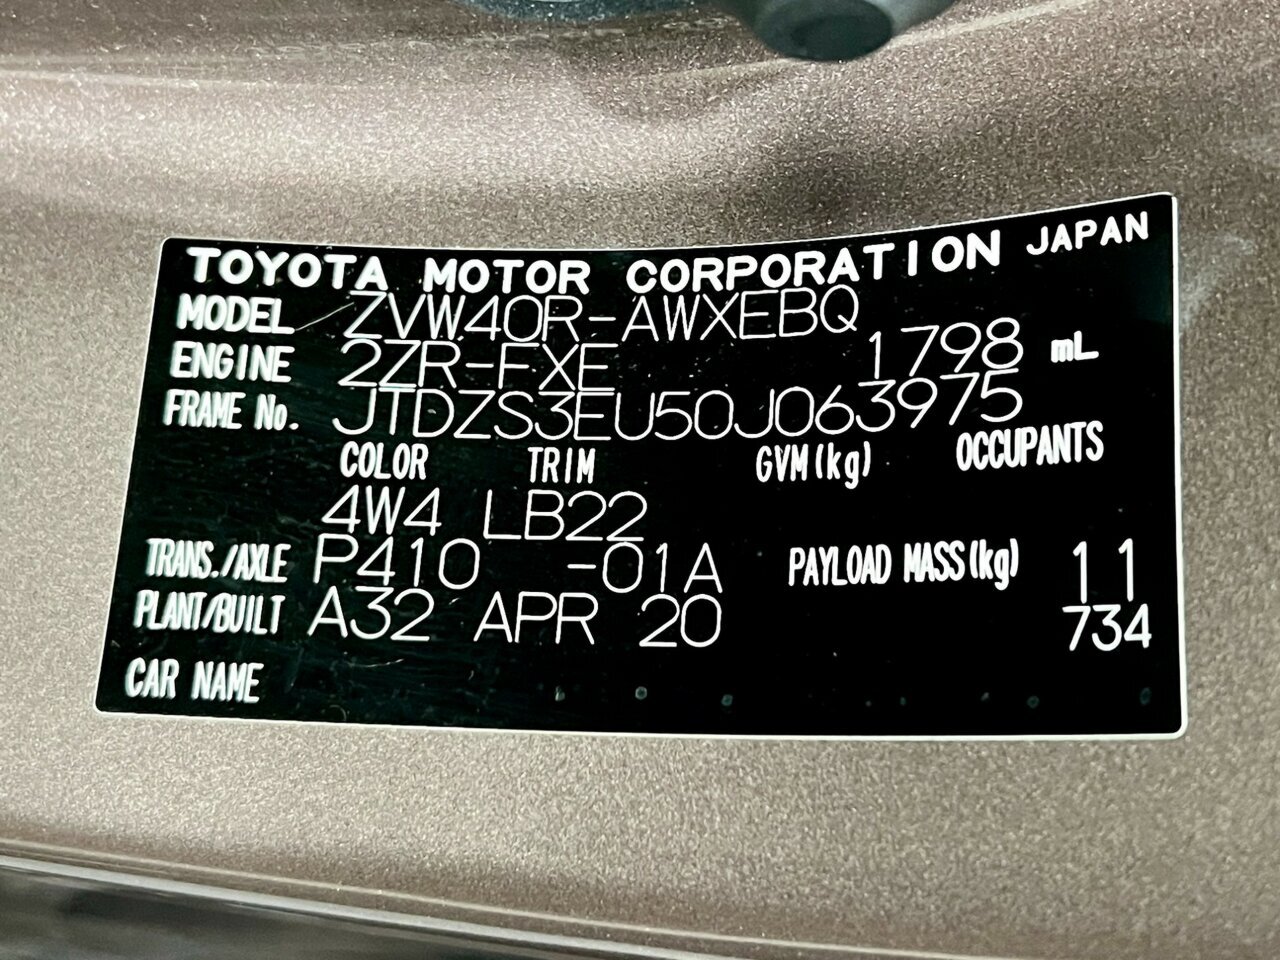 TOYOTA MOTOR CORPORATION JAPAN
MODEL ZVW40R-AWXEBQ
ENGINE 2ZR-FXE 1798 mL
FRAME No. JTDZS3EU50J063975
COLOR TRIM GVM(kg) OCCUPANTS
4W4 LB22
TRANS./AXLE P410 -01A PAYLOAD MASS(kg) 11
PLANT/BUILT A32 APR 20 734
CAR NAME